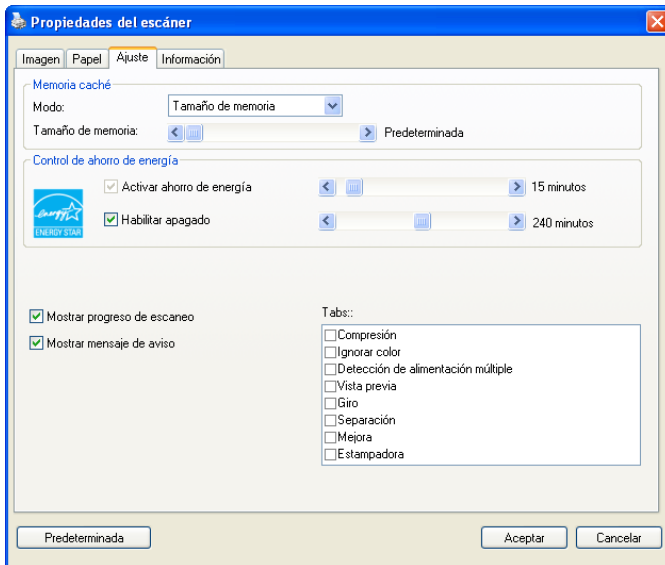 Propiedades del escáner
Imagen Papel Ajuste Información
Memoria caché
Modo: Tamaño de memoria
Tamaño de memoria: Predeterminada
Control de ahorro de energía
Activar ahorro de energía 15 minutos
energy
ENERGY STAR
Habilitar apagado 240 minutos
Mostrar progreso de escaneo
Mostrar mensaje de aviso
Tabs::
Compresión
Ignorar color
Detección de alimentación múltiple
Vista previa
Giro
Separación
Mejora
Estampadora
Predeterminada Aceptar Cancelar